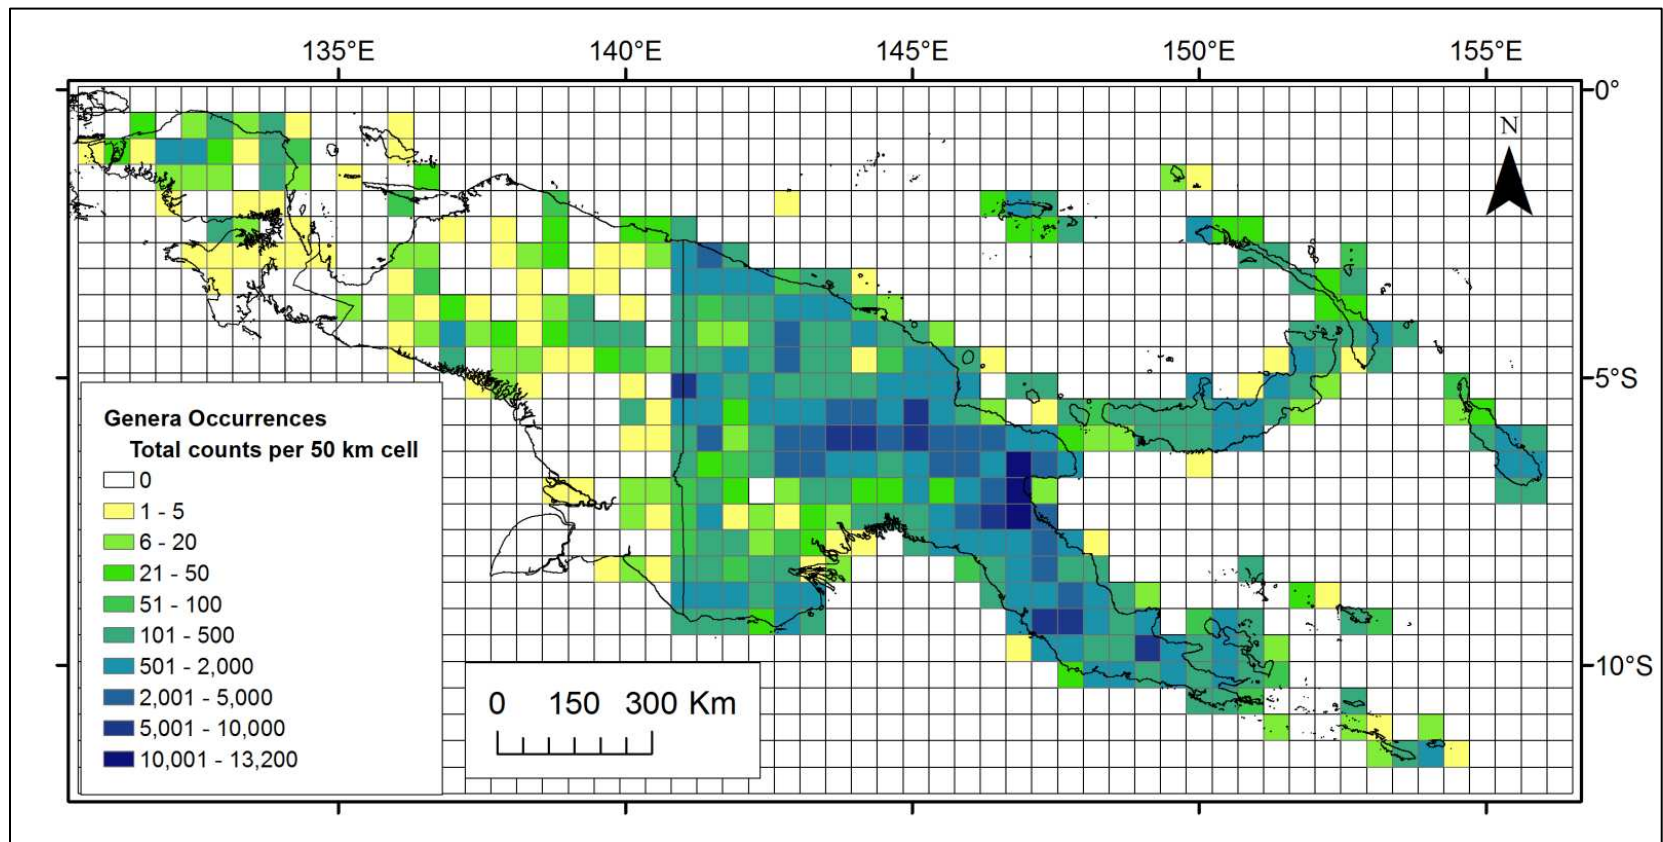 135°E 140°E 145°E 150°E 155°E
0°
N
5°S
Genera Occurrences
Total counts per 50 km cell
0
1 - 5
6 - 20
21 - 50
51 - 100
101 - 500
501 - 2,000
2,001 - 5,000
5,001 - 10,000
10,001 - 13,200
10°S
0 150 300 Km